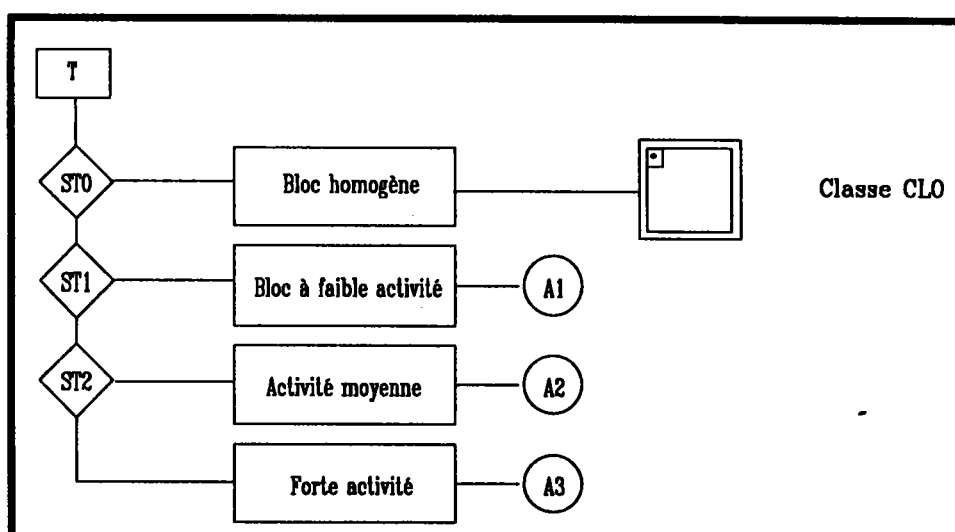 T
ST0
Bloc homogène
Classe CL0
ST1
Bloc à faible activité
A1
ST2
Activité moyenne
A2
Forte activité
A3